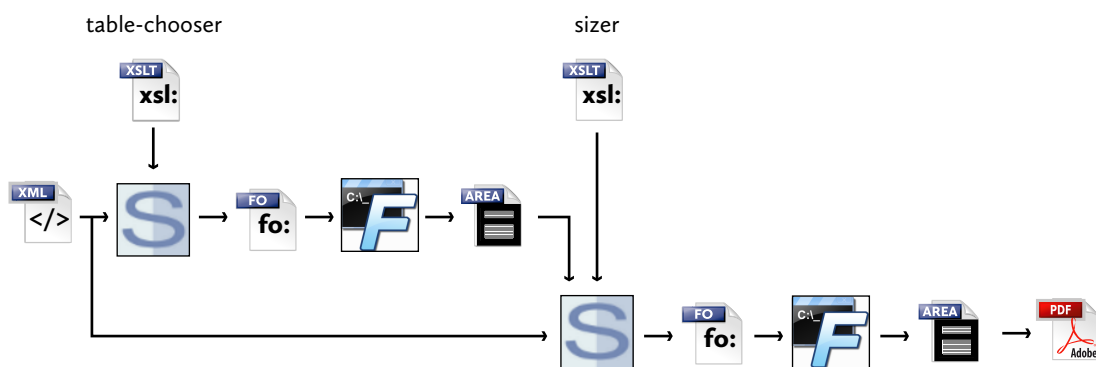 table-chooser
sizer
XSLT
xsl:
XSLT
xsl:
XML
</>
S
FO
fo:
C:\_
F
AREA
S
FO
fo:
C:\_
F
AREA
PDF
Adobe